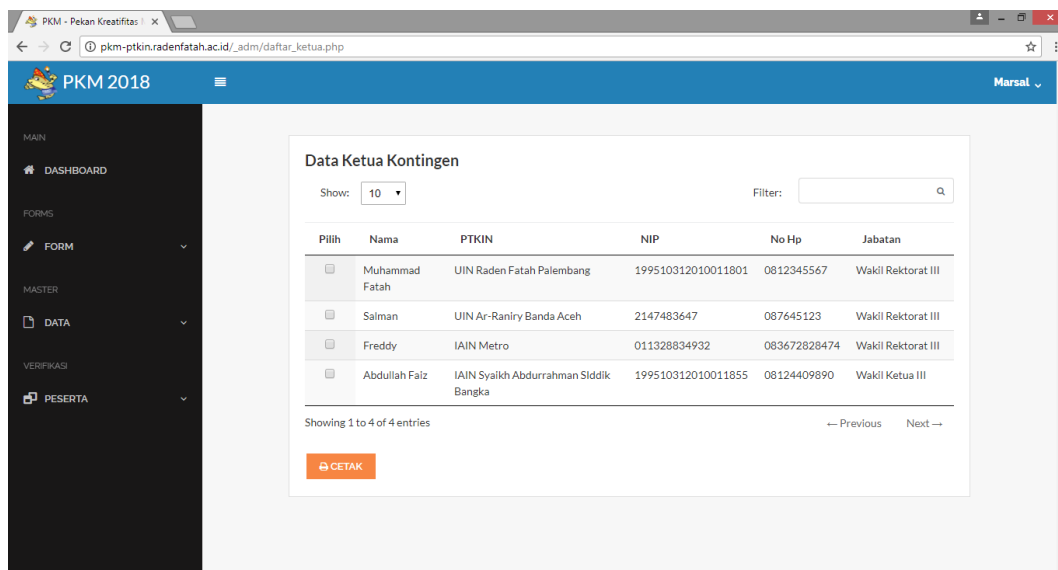 PKM - Pekan Kreatifitas
pkm-ptkin.radenfatah.ac.id/_adm/daftar_ketua.php
PKM 2018
Marsal
MAIN
DASHBOARD
FORMS
FORM
MASTER
DATA
VERIFIKASI
PESERTA
Data Ketua Kontingen
Show: 10 Filter:
Pilih Nama PTKIN NIP No Hp Jabatan
Muhammad UIN Raden Fatah Palembang 199510312010011801 0812345567 Wakil Rektorat III
Fatah
Salman UIN Ar-Raniry Banda Aceh 2147483647 087645123 Wakil Rektorat III
Freddy IAIN Metro 011328834932 083672828474 Wakil Rektorat III
Abdullah Faiz IAIN Syaikh Abdurrahman SIddik 199510312010011855 08124409890 Wakil Ketua III
Bangka
Showing 1 to 4 of 4 entries ← Previous Next →
CETAK